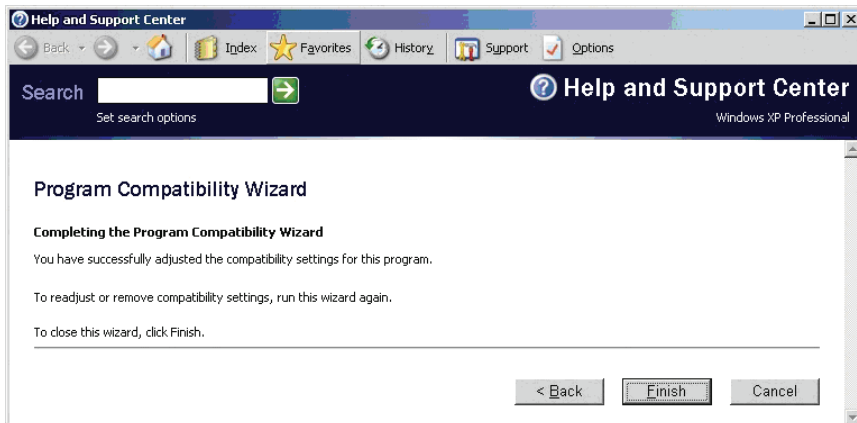 Help and Support Center
Back Index Favorites History Support Options
Search
Help and Support Center
Set search options
Windows XP Professional
Program Compatibility Wizard
Completing the Program Compatibility Wizard
You have successfully adjusted the compatibility settings for this program.
To readjust or remove compatibility settings, run this wizard again.
To close this wizard, click Finish.
< Back Finish Cancel